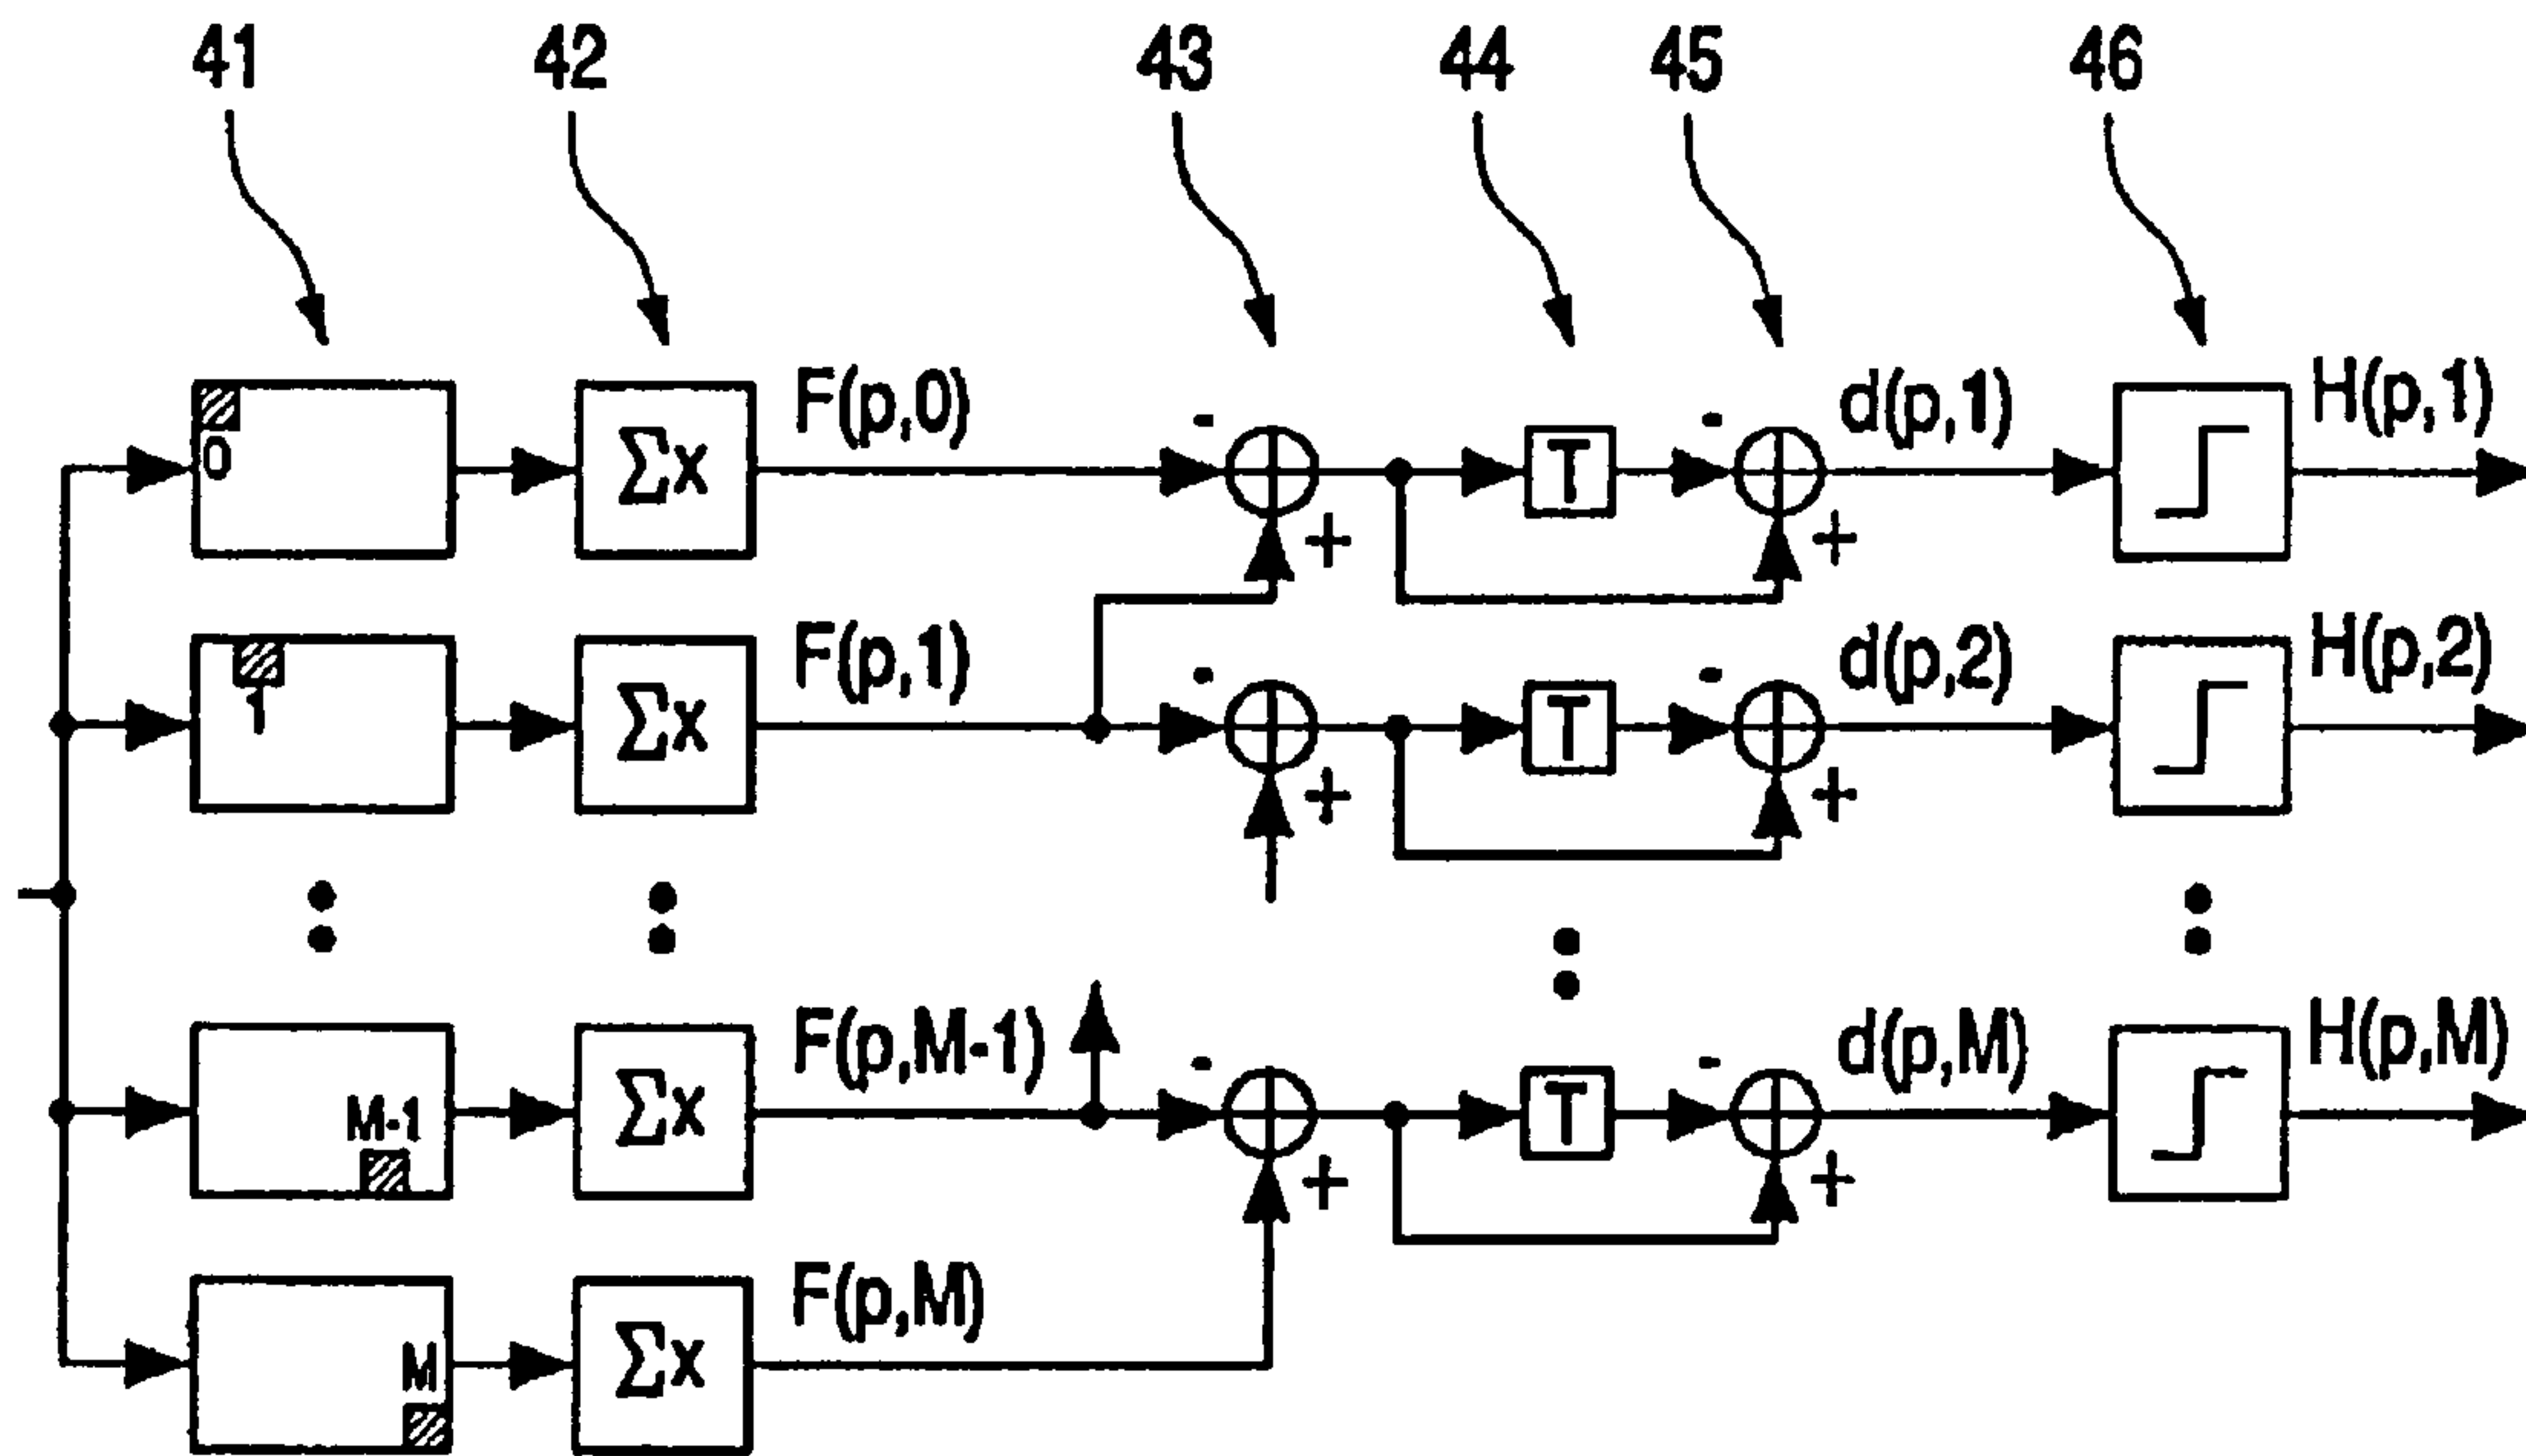 41 42 43 44 45 46
0 Σx F(p,0) - + T - + d(p,1) H(p,1)
1 Σx F(p,1) - + T - + d(p,2) H(p,2)
M-1 Σx F(p,M-1) - + T - + d(p,M) H(p,M)
M Σx F(p,M)